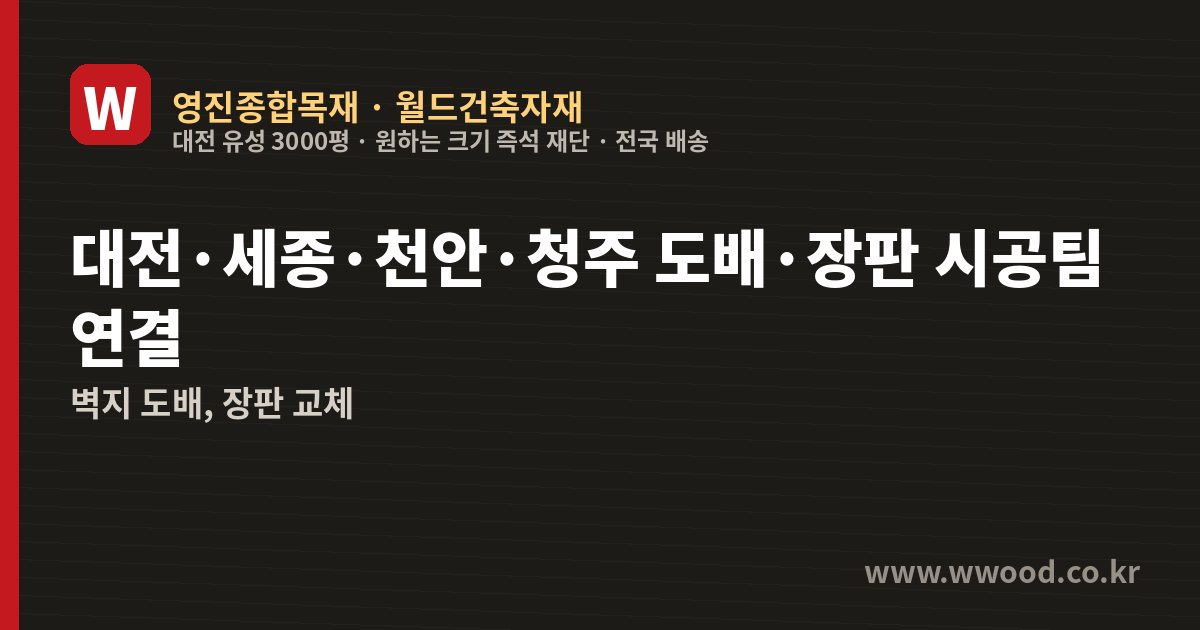 W
영진종합목재 · 월드건축자재
대전 유성 3000평 · 원하는 크기 즉석 재단 · 전국 배송
대전·세종·천안·청주 도배·장판 시공팀
연결
벽지 도배, 장판 교체
www.wwood.co.kr